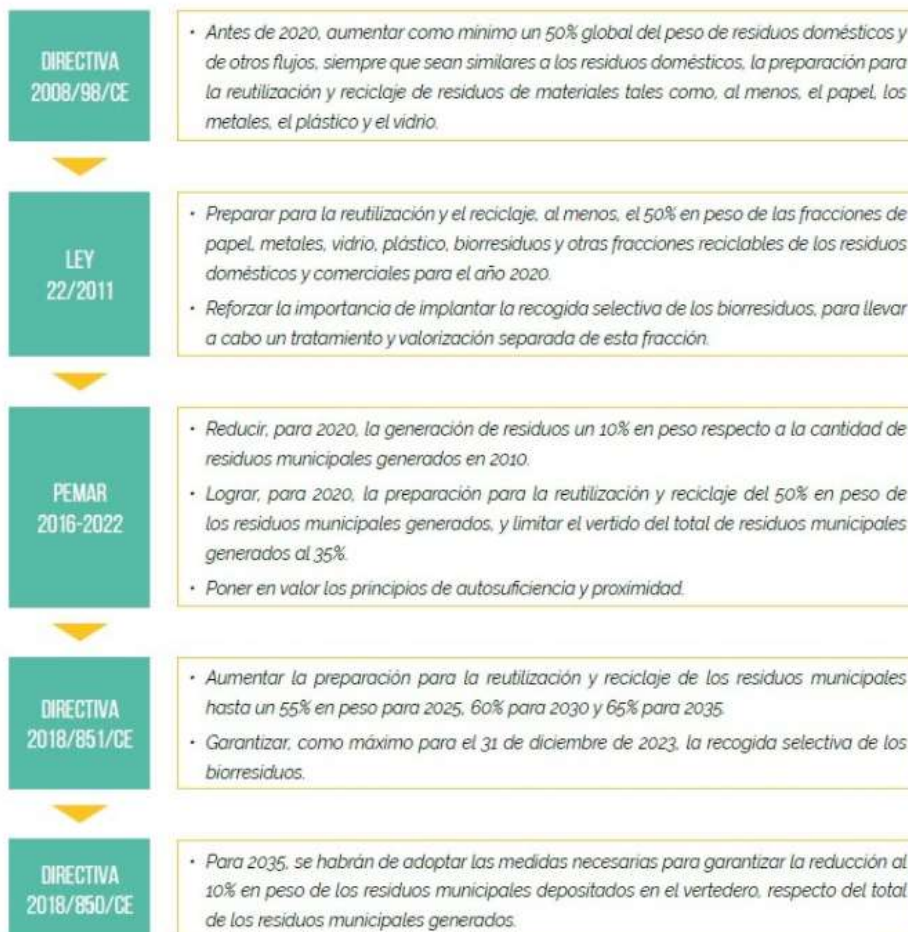 DIRECTIVA
2008/98/CE
• Antes de 2020, aumentar como mínimo un 50% global del peso de residuos domésticos y
de otros flujos, siempre que sean similares a los residuos domésticos, la preparación para
la reutilización y reciclaje de residuos de materiales tales como, al menos, el papel, los
metales, el plástico y el vidrio.
LEY
22/2011
• Preparar para la reutilización y el reciclaje, al menos, el 50% en peso de las fracciones de
papel, metales, vidrio, plástico, biorresiduos y otras fracciones reciclables de los residuos
domésticos y comerciales para el año 2020.
• Reforzar la importancia de implantar la recogida selectiva de los biorresiduos, para llevar
a cabo un tratamiento y valorización separada de esta fracción.
PEMAR
2016-2022
• Reducir, para 2020, la generación de residuos un 10% en peso respecto a la cantidad de
residuos municipales generados en 2010.
• Lograr, para 2020, la preparación para la reutilización y reciclaje del 50% en peso de
los residuos municipales generados, y limitar el vertido del total de residuos municipales
generados al 35%.
• Poner en valor los principios de autosuficiencia y proximidad.
DIRECTIVA
2018/851/CE
• Aumentar la preparación para la reutilización y reciclaje de los residuos municipales
hasta un 55% en peso para 2025, 60% para 2030 y 65% para 2035.
• Garantizar, como máximo para el 31 de diciembre de 2023, la recogida selectiva de los
biorresiduos.
DIRECTIVA
2018/850/CE
• Para 2035, se habrán de adoptar las medidas necesarias para garantizar la reducción al
10% en peso de los residuos municipales depositados en el vertedero, respecto del total
de los residuos municipales generados.